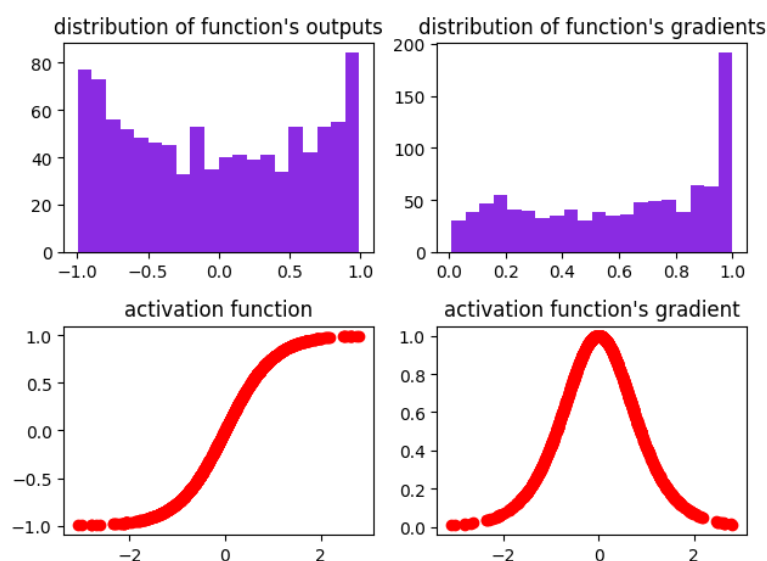 distribution of function's outputs
distribution of function's gradients
80
60
40
20
0
−1.0 −0.5 0.0 0.5 1.0
200
150
100
50
0
0.0 0.2 0.4 0.6 0.8 1.0
activation function
activation function's gradient
1.0
0.5
0.0
−0.5
−1.0
−2 0 2
1.0
0.8
0.6
0.4
0.2
0.0
−2 0 2